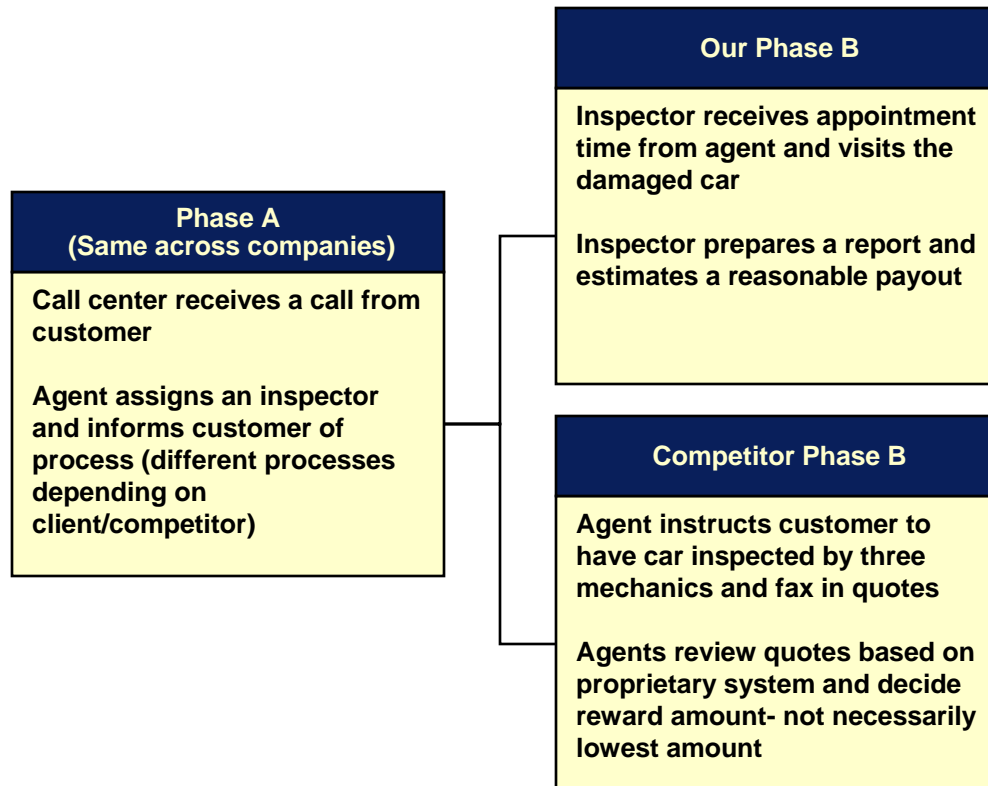 Phase A
(Same across companies)
Call center receives a call from
customer
Agent assigns an inspector
and informs customer of
process (different processes
depending on
client/competitor)
Our Phase B
Inspector receives appointment
time from agent and visits the
damaged car
Inspector prepares a report and
estimates a reasonable payout
Competitor Phase B
Agent instructs customer to
have car inspected by three
mechanics and fax in quotes
Agents review quotes based on
proprietary system and decide
reward amount- not necessarily
lowest amount